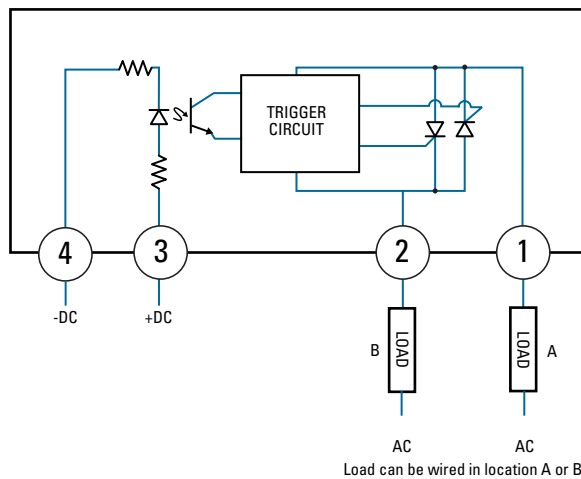 TRIGGER
CIRCUIT
4
3
2
1
-DC
+DC
B
LOAD
LOAD
A
AC
AC
Load can be wired in location A or B